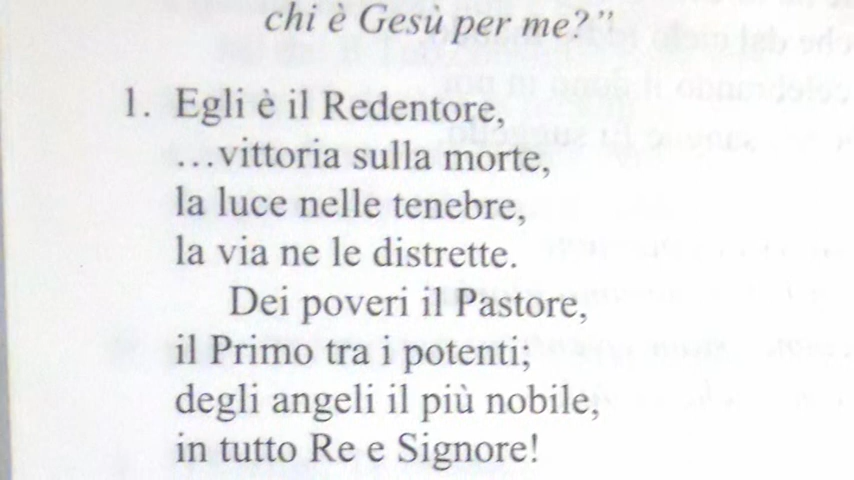 chi è Gesù per me?”
1. Egli è il Redentore,
…vittoria sulla morte,
la luce nelle tenebre,
la via ne le distrette.
Dei poveri il Pastore,
il Primo tra i potenti;
degli angeli il più nobile;
in tutto Re e Signore!